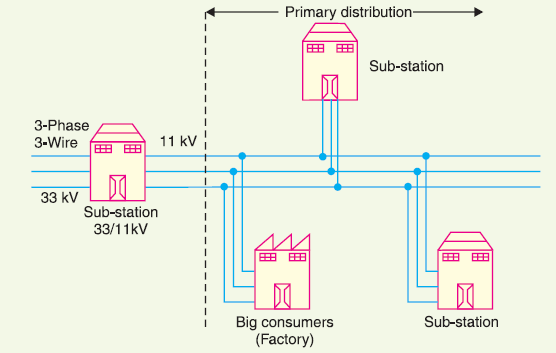 Primary distribution
Sub-station
3-Phase
3-Wire
11 kV
33 kV
Sub-station
33/11kV
Big consumers
(Factory)
Sub-station